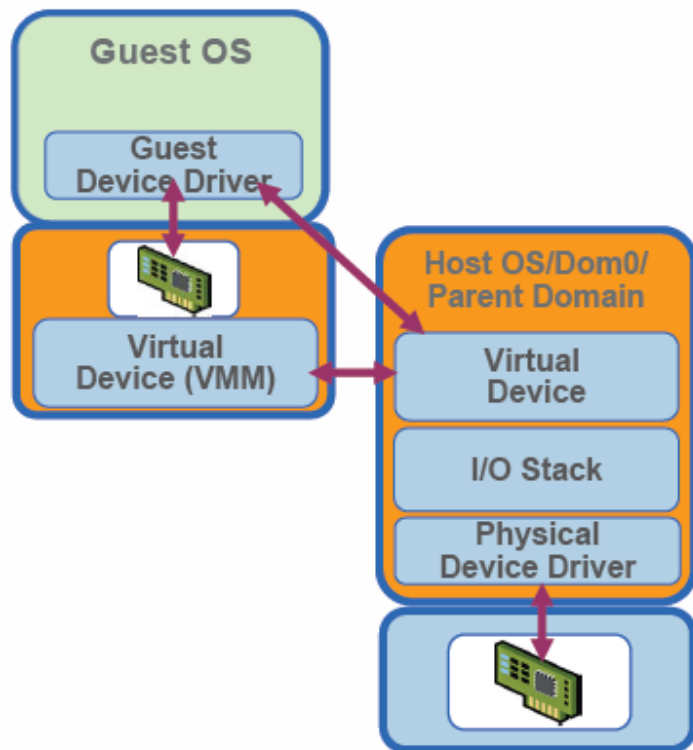 Guest OS
Guest
Device Driver
Virtual
Device (VMM)
Host OS/Dom0/
Parent Domain
Virtual
Device
I/O Stack
Physical
Device Driver